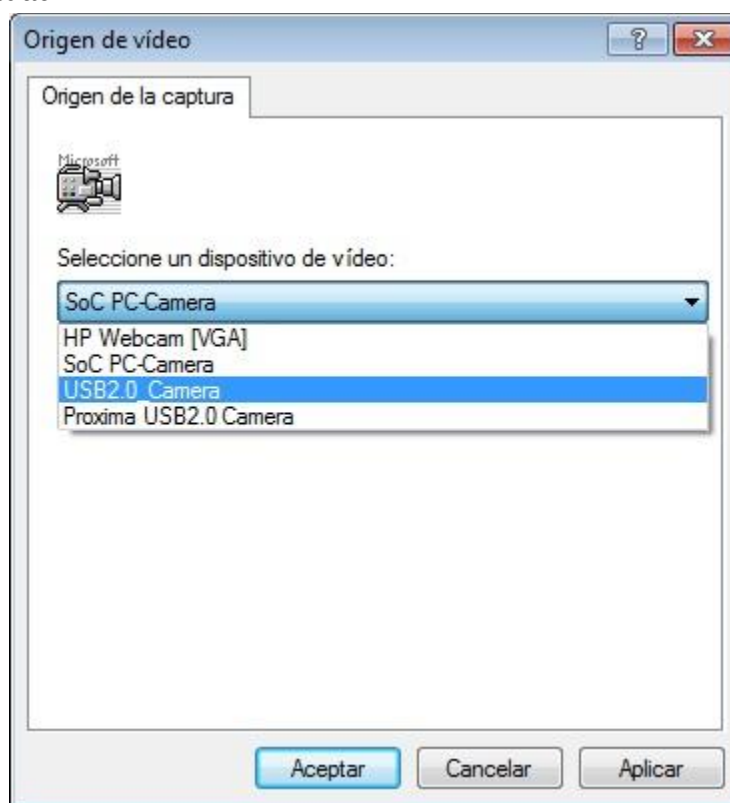 Origen de vídeo
Origen de la captura
Microsoft
Seleccione un dispositivo de vídeo:
SoC PC-Camera
HP Webcam [VGA]
SoC PC-Camera
USB2.0_Camera
Proxima USB2.0 Camera
Aceptar Cancelar Aplicar